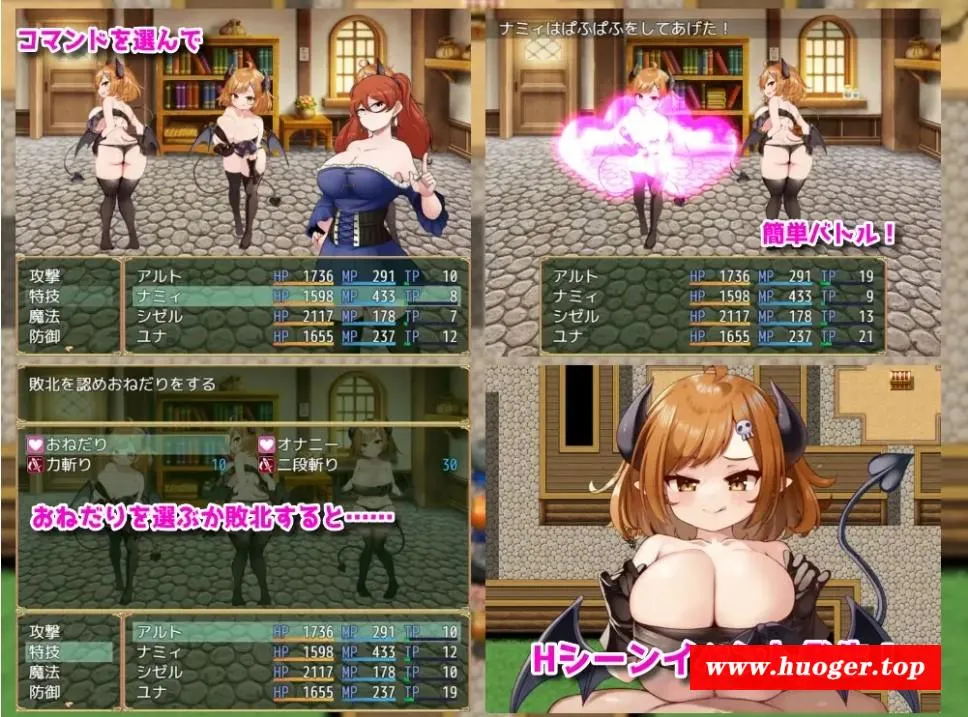 コマンドを選んで
攻撃
特技
魔法
防御
アルト HP 1736 MP 291 TP 10
ナミィ HP 1598 MP 433 TP 8
シゼル HP 2117 MP 178 TP 7
ユナ HP 1655 MP 237 TP 12
ナミィはぱふぱふをしてあげた!
簡単バトル!
アルト HP 1736 MP 291 TP 19
ナミィ HP 1598 MP 433 TP 9
シゼル HP 2117 MP 178 TP 13
ユナ HP 1655 MP 237 TP 21
敗北を認めおねだりをする
おねだり オナニー
力斬り 10 二段斬り 30
おねだりを選ぶか敗北すると……
攻撃
特技
魔法
防御
アルト HP 1736 MP 291 TP 10
ナミィ HP 1598 MP 433 TP 12
シゼル HP 2117 MP 178 TP 10
ユナ HP 1655 MP 237 TP 19
Hシーンイ
www.huoger.top